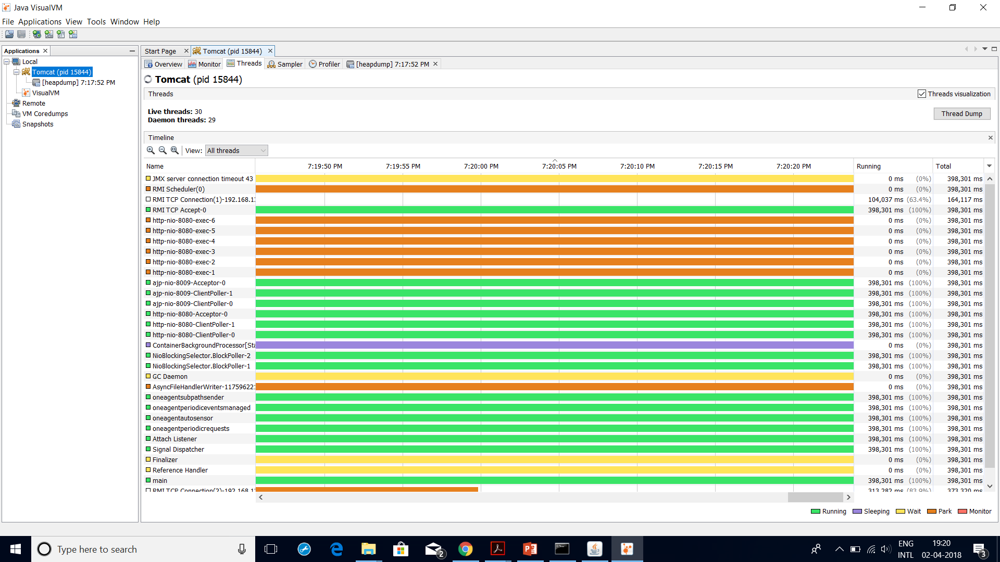 Java VisualVM
File Applications View Tools Window Help
Applications
Local
Tomcat (pid 15844)
[heapdump] 7:17:52 PM
VisualVM
Remote
VM Coredumps
Snapshots
Start Page
Tomcat (pid 15844)
Overview Monitor Threads Sampler Profiler [heapdump] 7:17:52 PM
Tomcat (pid 15844)
Threads
Threads visualization
Live threads: 30
Daemon threads: 29
Thread Dump
Timeline
View: All threads
Name 7:19:50 PM 7:19:55 PM 7:20:00 PM 7:20:05 PM 7:20:10 PM 7:20:15 PM 7:20:20 PM Running Total
JMX server connection timeout 43 0 ms (0%) 398,301 ms
RMI Scheduler(0) 0 ms (0%) 398,301 ms
RMI TCP Connection(1)-192.168.1 104,037 ms (63.4%) 164,117 ms
RMI TCP Accept-0 398,301 ms (100%) 398,301 ms
http-nio-8080-exec-6 0 ms (0%) 398,301 ms
http-nio-8080-exec-5 0 ms (0%) 398,301 ms
http-nio-8080-exec-4 0 ms (0%) 398,301 ms
http-nio-8080-exec-3 0 ms (0%) 398,301 ms
http-nio-8080-exec-2 0 ms (0%) 398,301 ms
http-nio-8080-exec-1 0 ms (0%) 398,301 ms
ajp-nio-8009-Acceptor-0 398,301 ms (100%) 398,301 ms
ajp-nio-8009-ClientPoller-1 398,301 ms (100%) 398,301 ms
ajp-nio-8009-ClientPoller-0 398,301 ms (100%) 398,301 ms
http-nio-8080-Acceptor-0 398,301 ms (100%) 398,301 ms
http-nio-8080-ClientPoller-1 398,301 ms (100%) 398,301 ms
http-nio-8080-ClientPoller-0 398,301 ms (100%) 398,301 ms
ContainerBackgroundProcessor[Sta 0 ms (0%) 398,301 ms
NioBlockingSelector.BlockPoller-2 398,301 ms (100%) 398,301 ms
NioBlockingSelector.BlockPoller-1 398,301 ms (100%) 398,301 ms
GC Daemon 0 ms (0%) 398,301 ms
AsyncFileHandlerWriter-117596221 0 ms (0%) 398,301 ms
oneagentsubpathsender 398,301 ms (100%) 398,301 ms
oneagentperiodiceventsmanaged 398,301 ms (100%) 398,301 ms
oneagentautosensor 398,301 ms (100%) 398,301 ms
oneagentperiodicrequests 398,301 ms (100%) 398,301 ms
Attach Listener 398,301 ms (100%) 398,301 ms
Signal Dispatcher 398,301 ms (100%) 398,301 ms
Finalizer 0 ms (0%) 398,301 ms
Reference Handler 0 ms (0%) 398,301 ms
main 398,301 ms (100%) 398,301 ms
RMI TCP Connection(2)-192.168.1 313,282 ms (83.9%) 373,320 ms
Running Sleeping Wait Park Monitor
Type here to search
2
ENG
INTL
19:20
02-04-2018
3